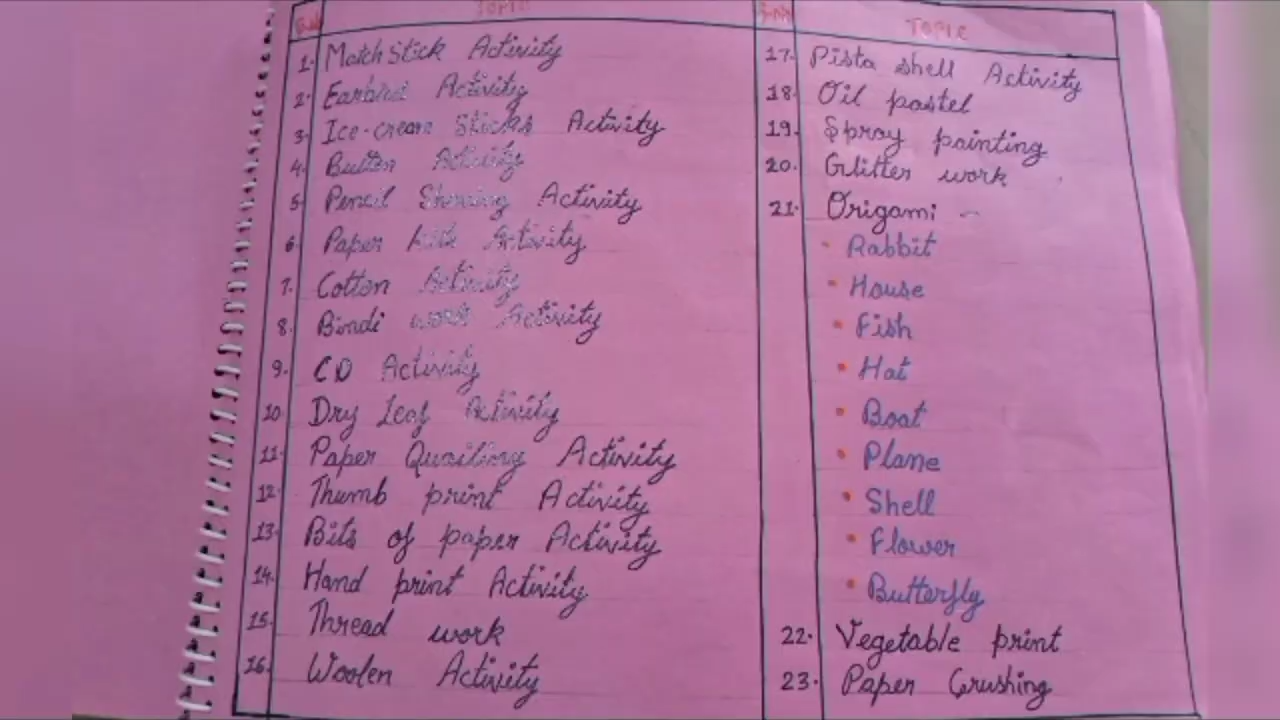 TOPIC
1. Matchstick Activity
2. Earbud Activity
3. Ice-cream Sticks Activity
4. Button Activity
5. Pencil Shaving Activity
6. Paper Activity
7. Cotton Activity
8. Bindi work Activity
9. CD Activity
10. Dry Leaf Activity
11. Paper Activity
12. Thumb print Activity
13. Bits of paper Activity
14. Hand print Activity
15. Thread work
16. Woolen Activity
TOPIC
17. Pista shell Activity
18. Oil pastel
19. Spray painting
20. Glitter work
21. Origami -
• Rabbit
• House
• Fish
• Hat
• Boat
• Plane
• Shell
• Flower
• Butterfly
22. Vegetable print
23. Paper Crushing